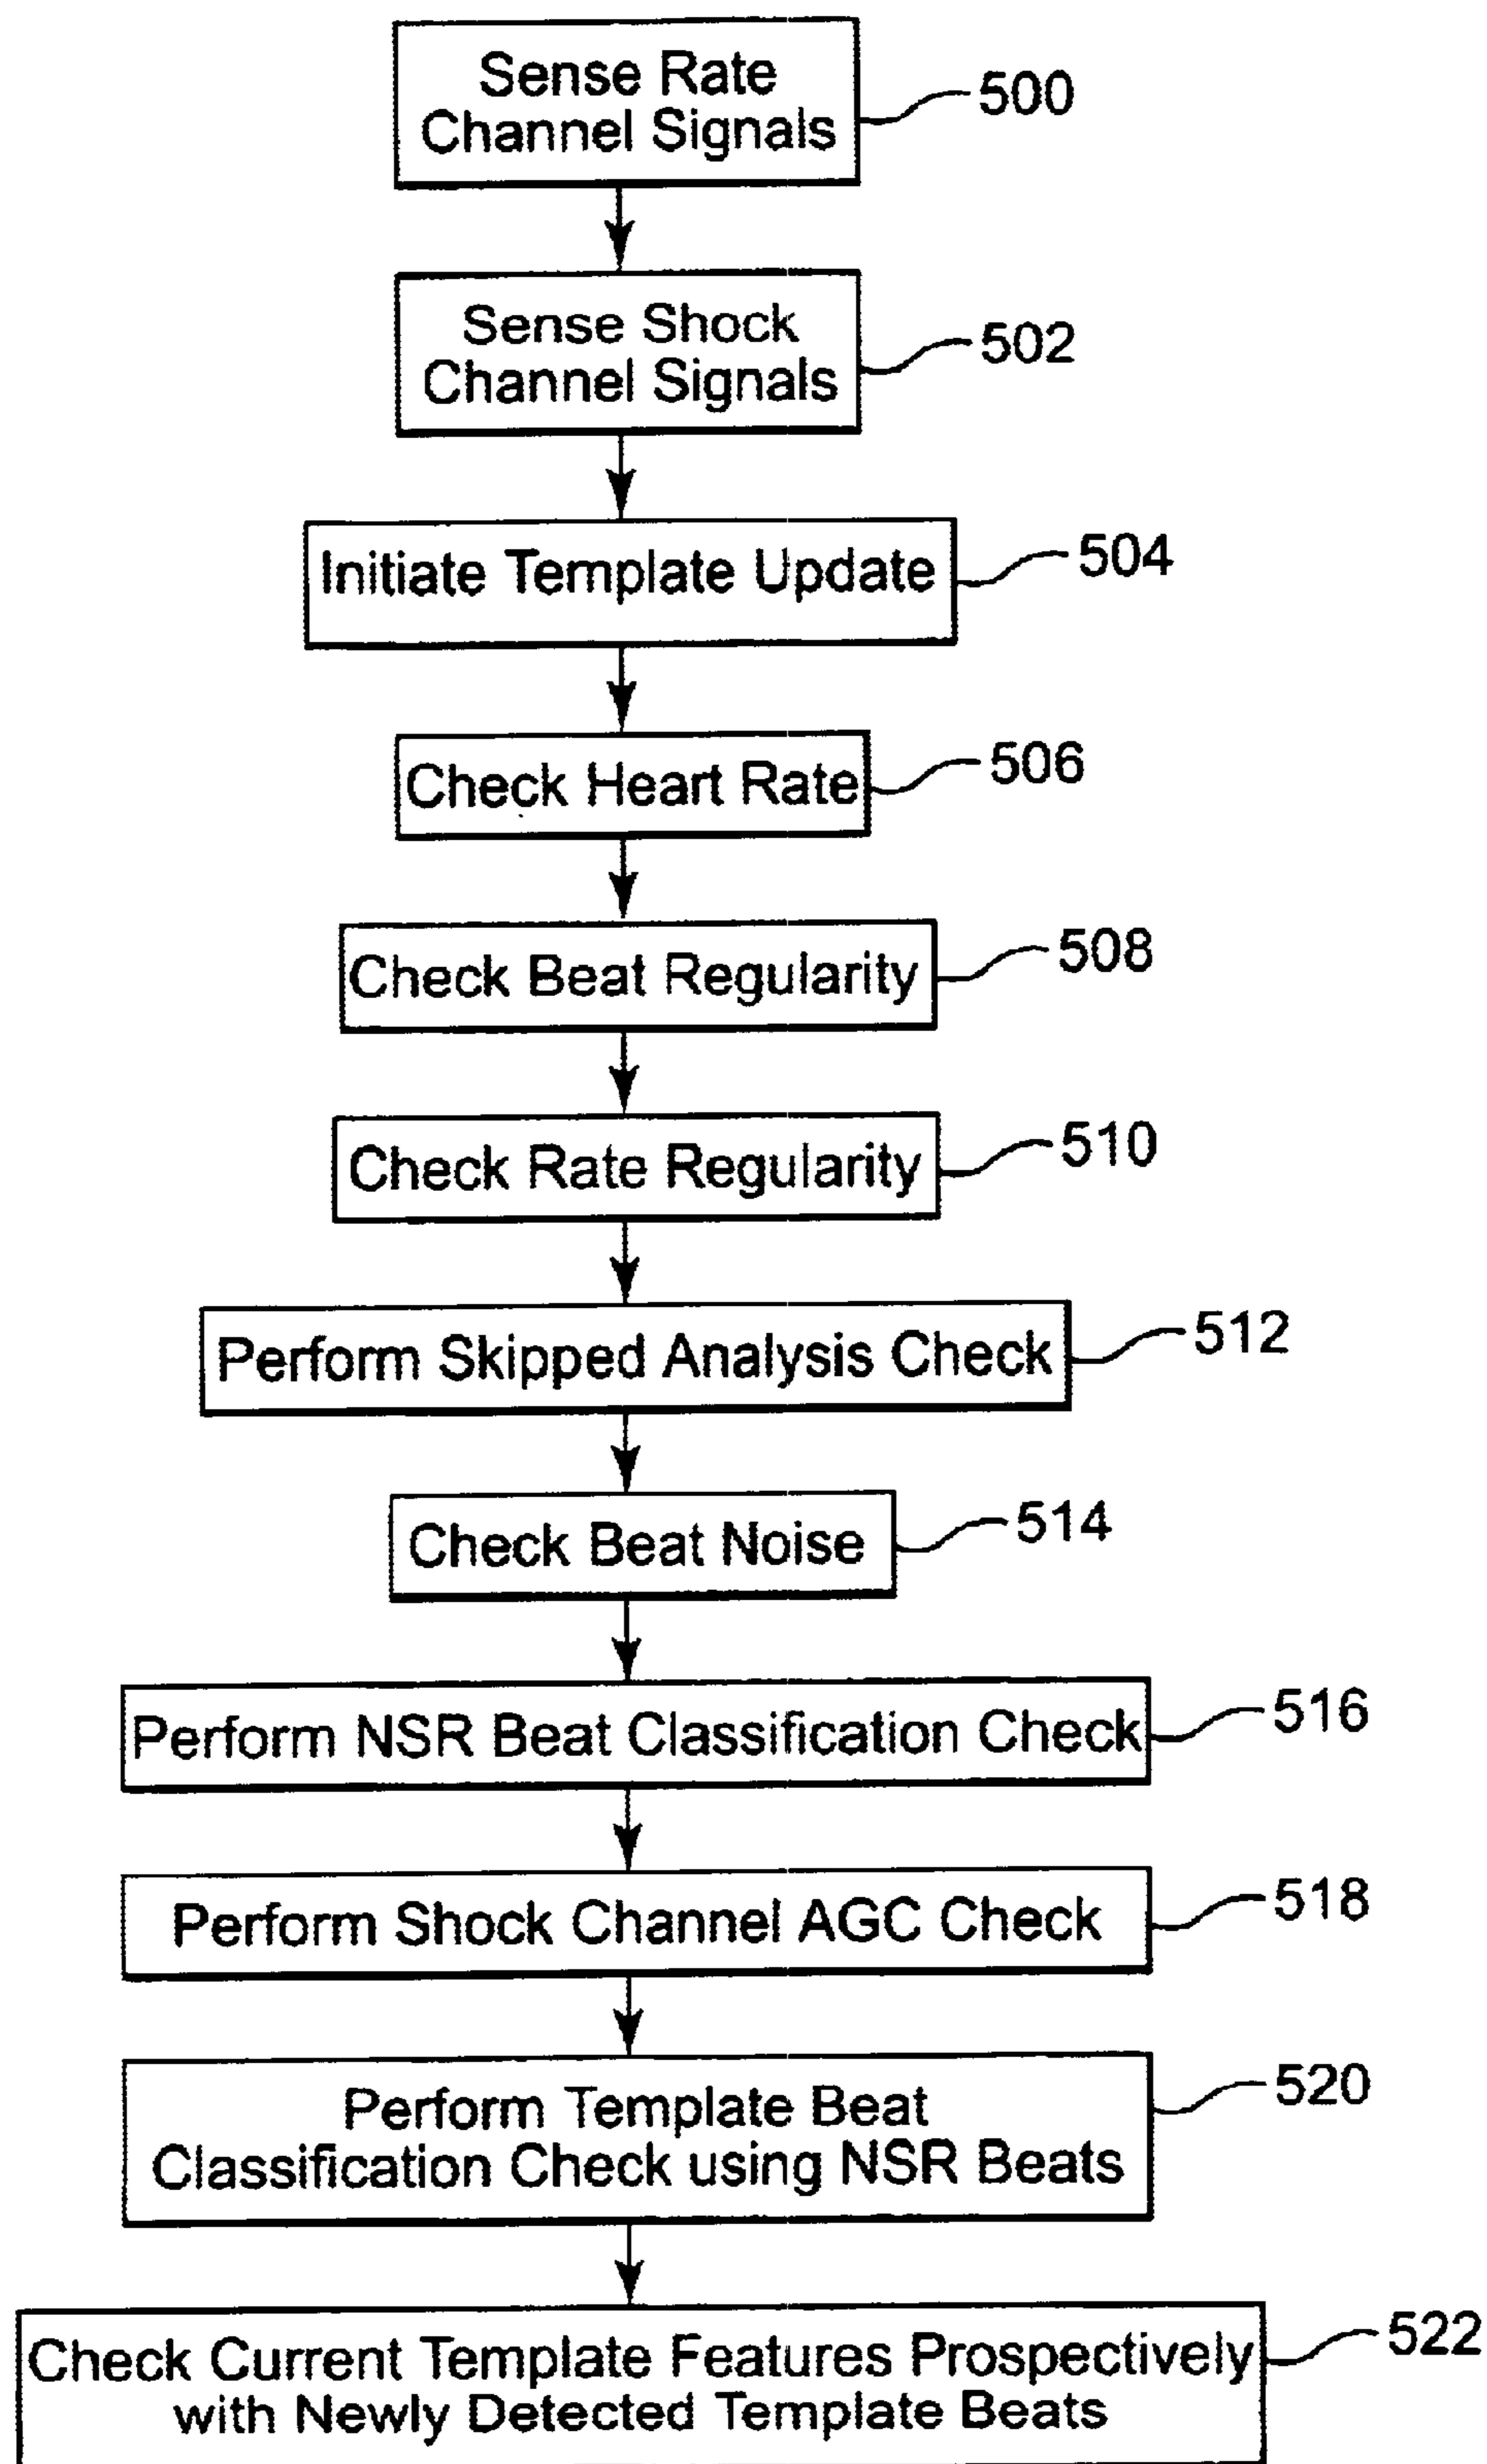 Sense Rate
Channel Signals
500
Sense Shock
Channel Signals
502
Initiate Template Update
504
Check Heart Rate
506
Check Beat Regularity
508
Check Rate Regularity
510
Perform Skipped Analysis Check
512
Check Beat Noise
514
Perform NSR Beat Classification Check
516
Perform Shock Channel AGC Check
518
Perform Template Beat
Classification Check using NSR Beats
520
Check Current Template Features Prospectively
with Newly Detected Template Beats
522